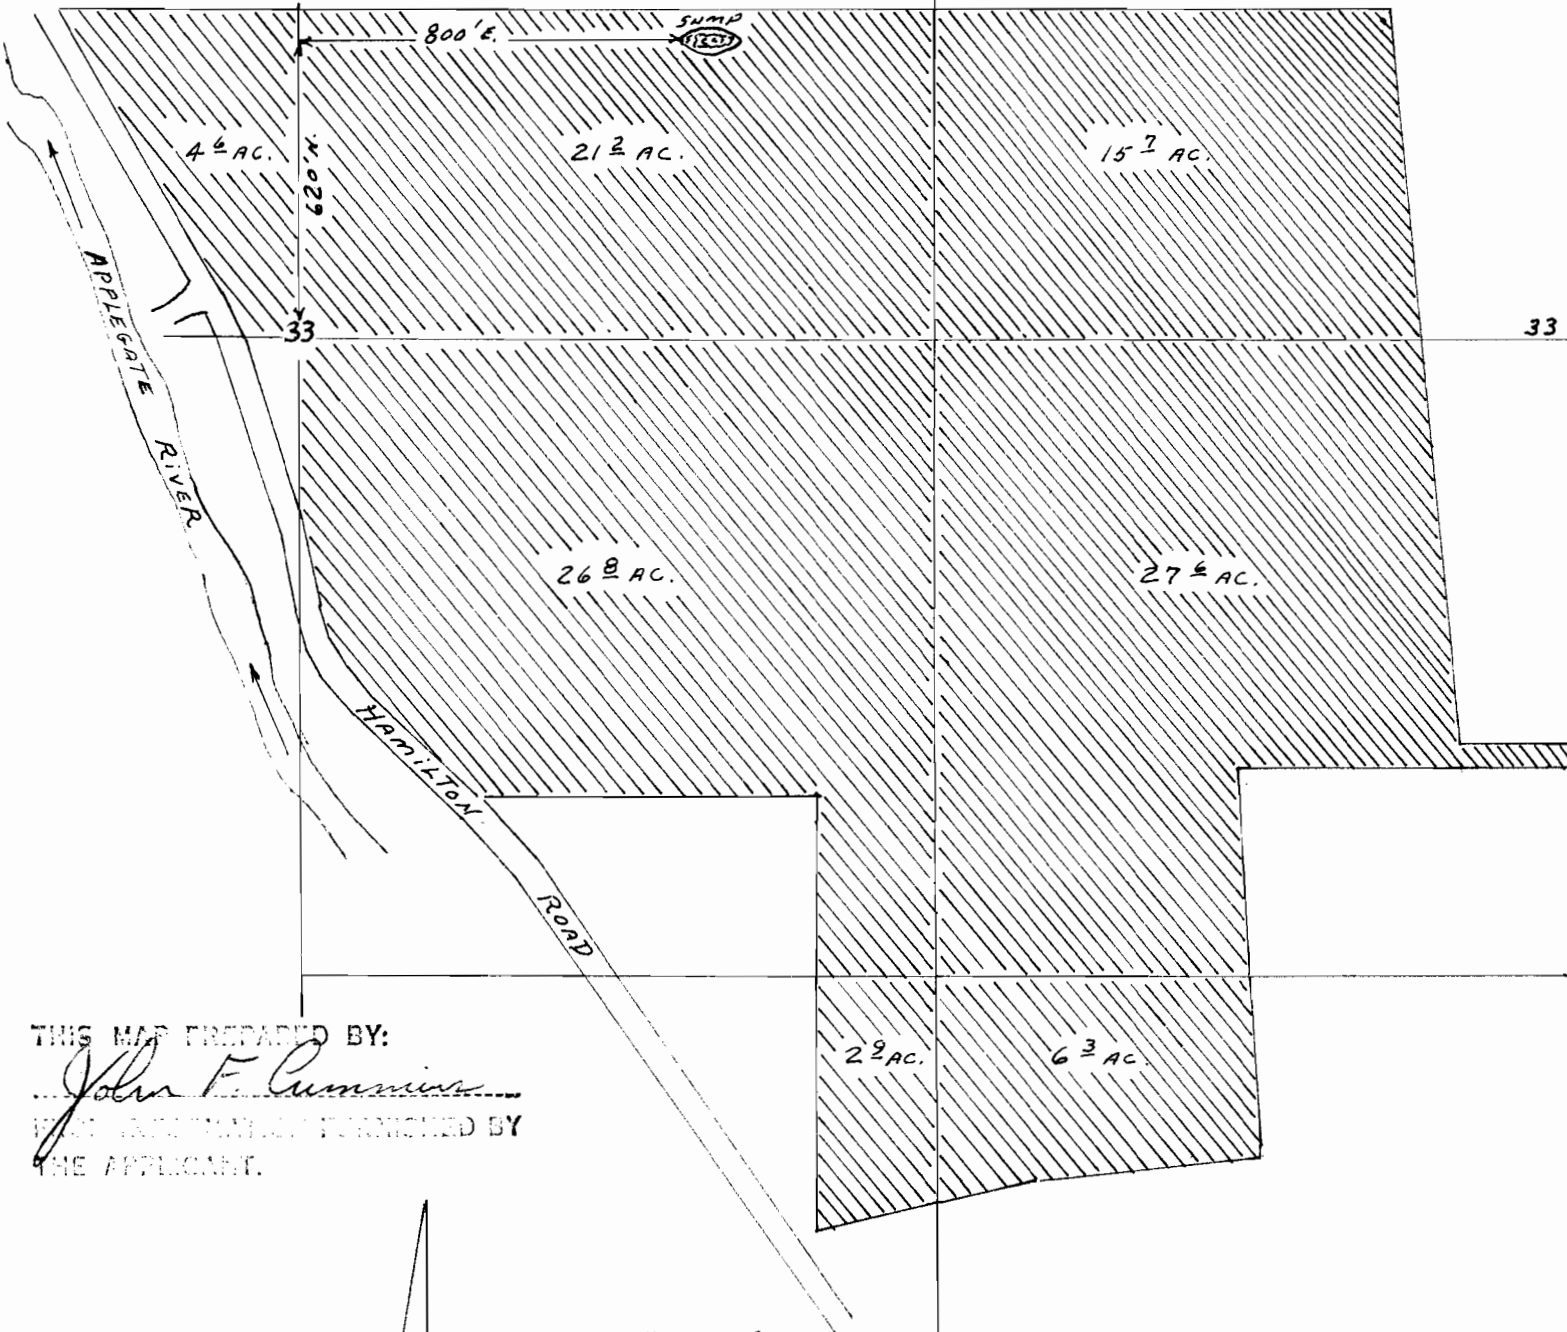 SUMP
800'E.
4 6 AC.
21 2 AC.
15 7 AC.
620'N.
APPLEGATE RIVER
33
33
26 8 AC.
27 6 AC.
HAMILTON ROAD
2 9 AC.
6 3 AC.
THIS MAP PREPARED BY:
John F. Cummins
FURNISHED BY
THE APPLICANT.